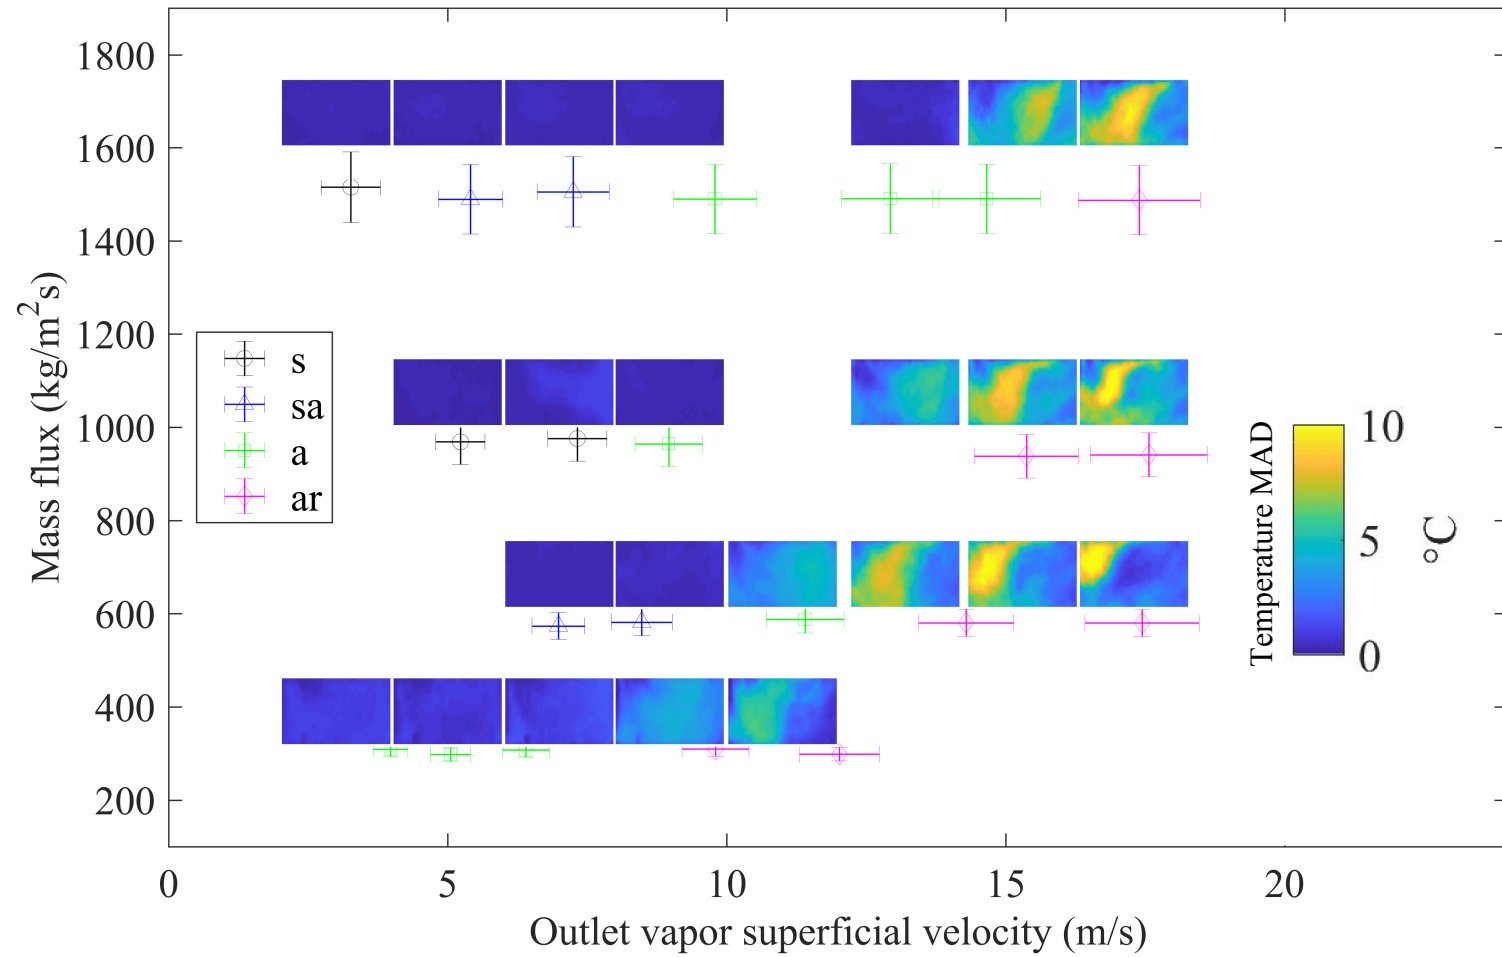 1800
1600
1400
1200
1000
800
600
400
200
Mass flux (kg/m²s)
s
sa
a
ar
Temperature MAD
10
5
0
°C
0
5
10
15
20
Outlet vapor superficial velocity (m/s)